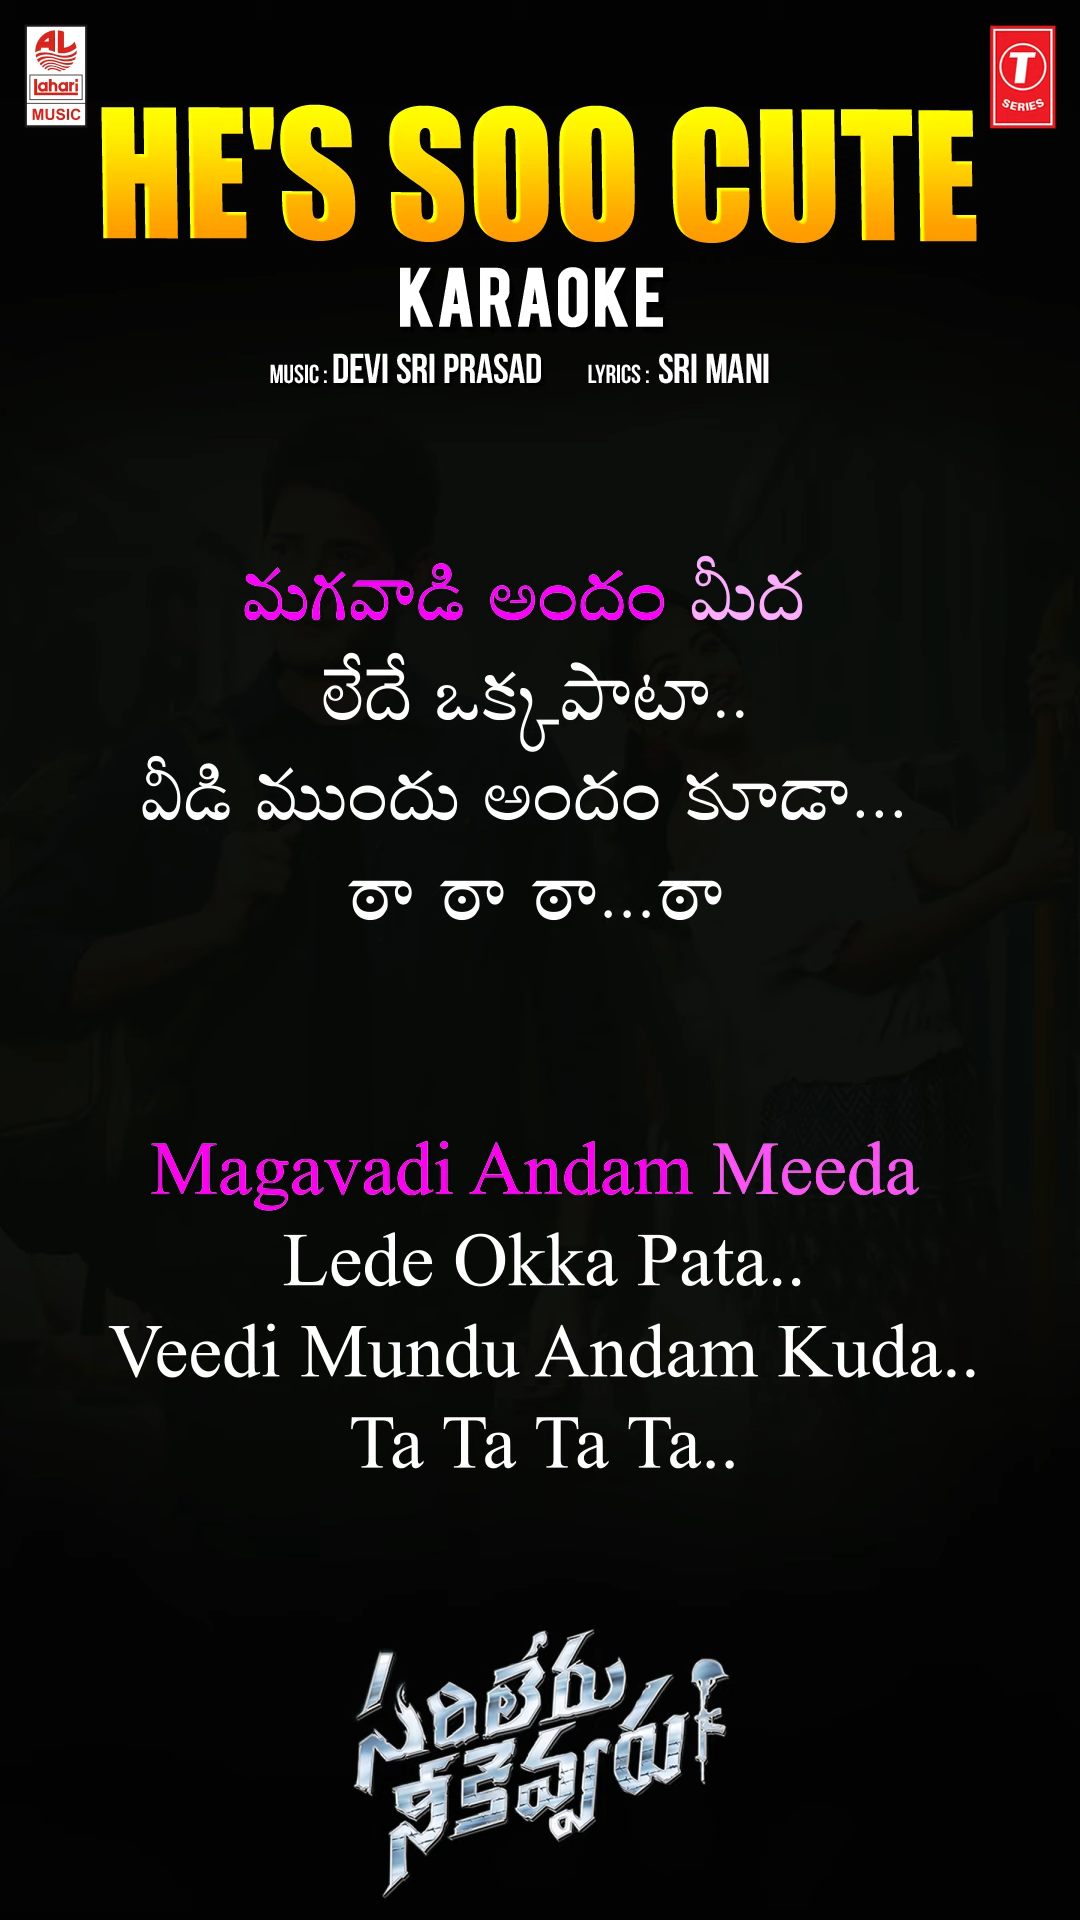 AL
lahari
MUSIC
T
SERIES
HE'S SOO CUTE
KARAOKE
MUSIC : DEVI SRI PRASAD LYRICS : SRI MANI
మగవాడి అందం మీద
లేదే ఒక్కపాటా..
వీడి ముందు అందం కూడా...
ఠా ఠా ఠా...ఠా
Magavadi Andam Meeda
Lede Okka Pata..
Veedi Mundu Andam Kuda..
Ta Ta Ta Ta..
సరిలేరు
నీకెవ్వరు